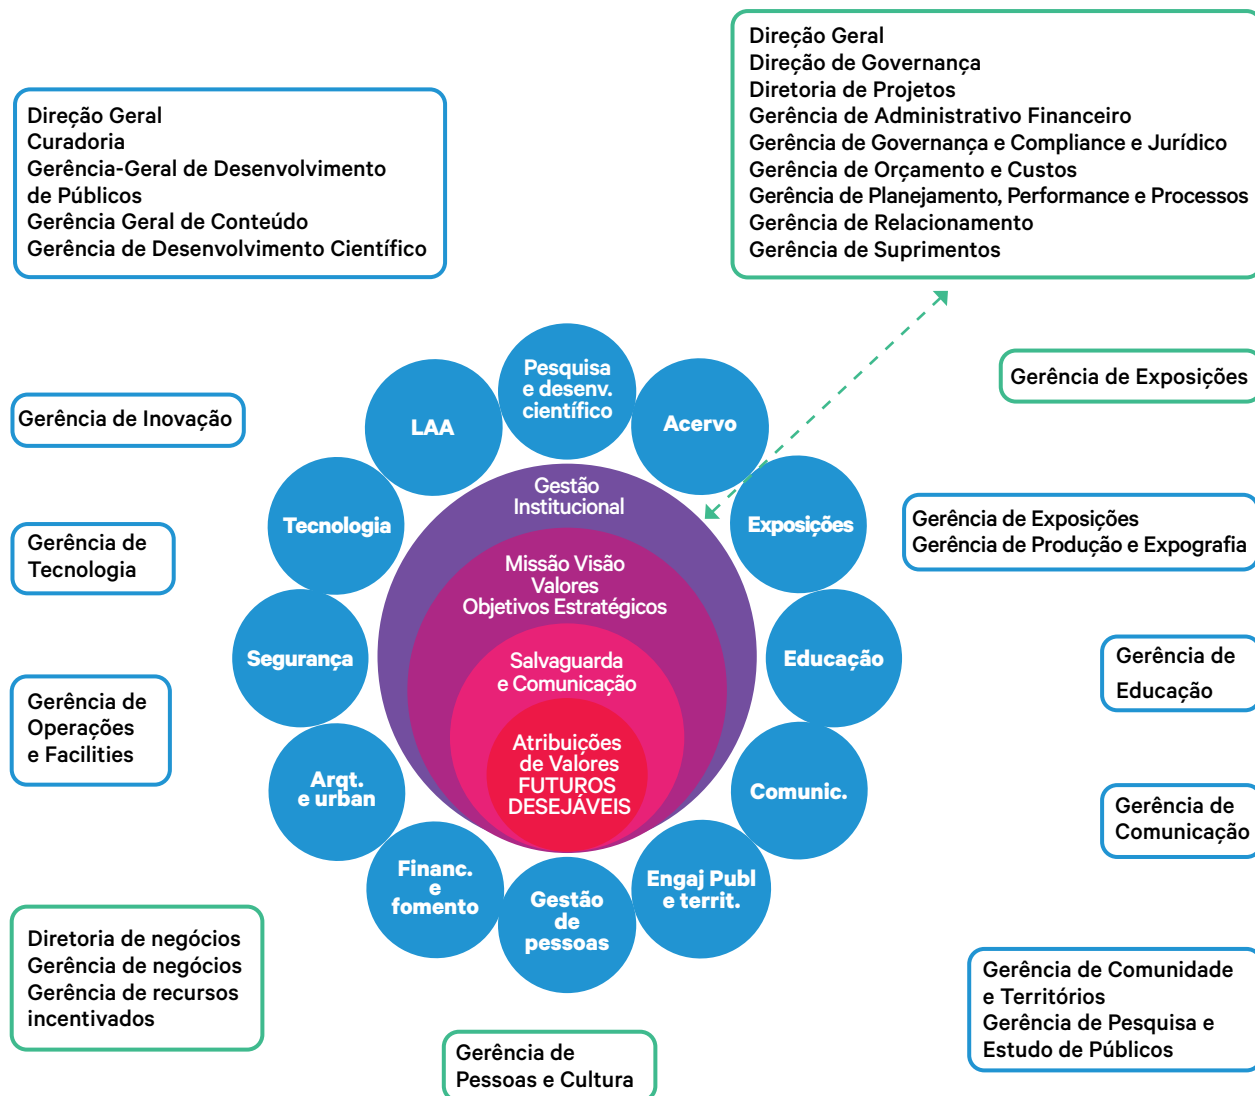 Direção Geral
Direção de Governança
Diretoria de Projetos
Gerência de Administrativo Financeiro
Gerência de Governança e Compliance e Jurídico
Gerência de Orçamento e Custos
Gerência de Planejamento, Performance e Processos
Gerência de Relacionamento
Gerência de Suprimentos
Direção Geral
Curadoria
Gerência-Geral de Desenvolvimento
de Públicos
Gerência Geral de Conteúdo
Gerência de Desenvolvimento Científico
Pesquisa
e desenv.
científico
LAA
Acervo
Gerência de Exposições
Gerência de Inovação
Tecnologia
Gestão
Institucional
Exposições
Gerência de Exposições
Gerência de Produção e Expografia
Gerência de
Tecnologia
Missão Visão
Valores
Objetivos Estratégicos
Segurança
Salvaguarda
e Comunicação
Educação
Gerência de
Educação
Gerência de
Operações
e Facilities
Arqt.
e urban
Atribuições
de Valores
FUTUROS
DESEJÁVEIS
Comunic.
Gerência de
Comunicação
Financ.
e
fomento
Gestão
de
pessoas
Engaj Publ
e territ.
Diretoria de negócios
Gerência de negócios
Gerência de recursos
incentivados
Gerência de Comunidade
e Territórios
Gerência de Pesquisa e
Estudo de Públicos
Gerência de
Pessoas e Cultura